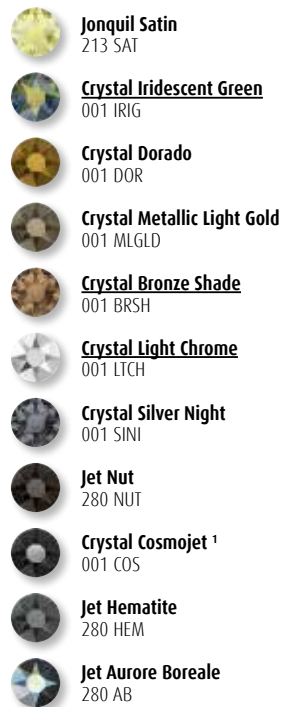 Jonquil Satin
213 SAT
Crystal Iridescent Green
001 IRIG
Crystal Dorado
001 DOR
Crystal Metallic Light Gold
001 MLGLD
Crystal Bronze Shade
001 BRSH
Crystal Light Chrome
001 LTCH
Crystal Silver Night
001 SINI
Jet Nut
280 NUT
Crystal Cosmojet ¹
001 COS
Jet Hematite
280 HEM
Jet Aurore Boreale
280 AB